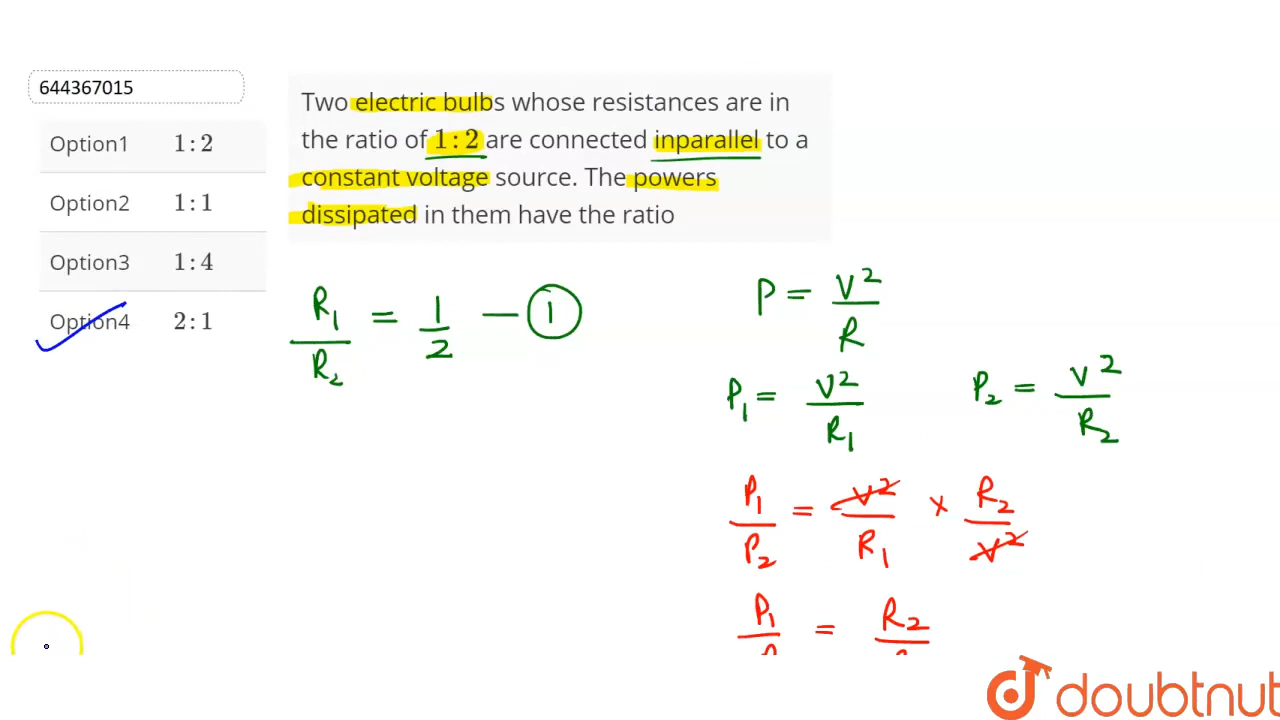 644367015
Two electric bulbs whose resistances are in
the ratio of 1 : 2 are connected inparallel to a
constant voltage source. The powers
dissipated in them have the ratio
Option1 1 : 2
Option2 1 : 1
Option3 1 : 4
Option4 2 : 1
R1/R2 = 1/2 — 1
P = V²/R
P1 = V²/R1 P2 = V²/R2
P1/P2 = V²/R1 × R2/V²
P1 = R2
doubtnut